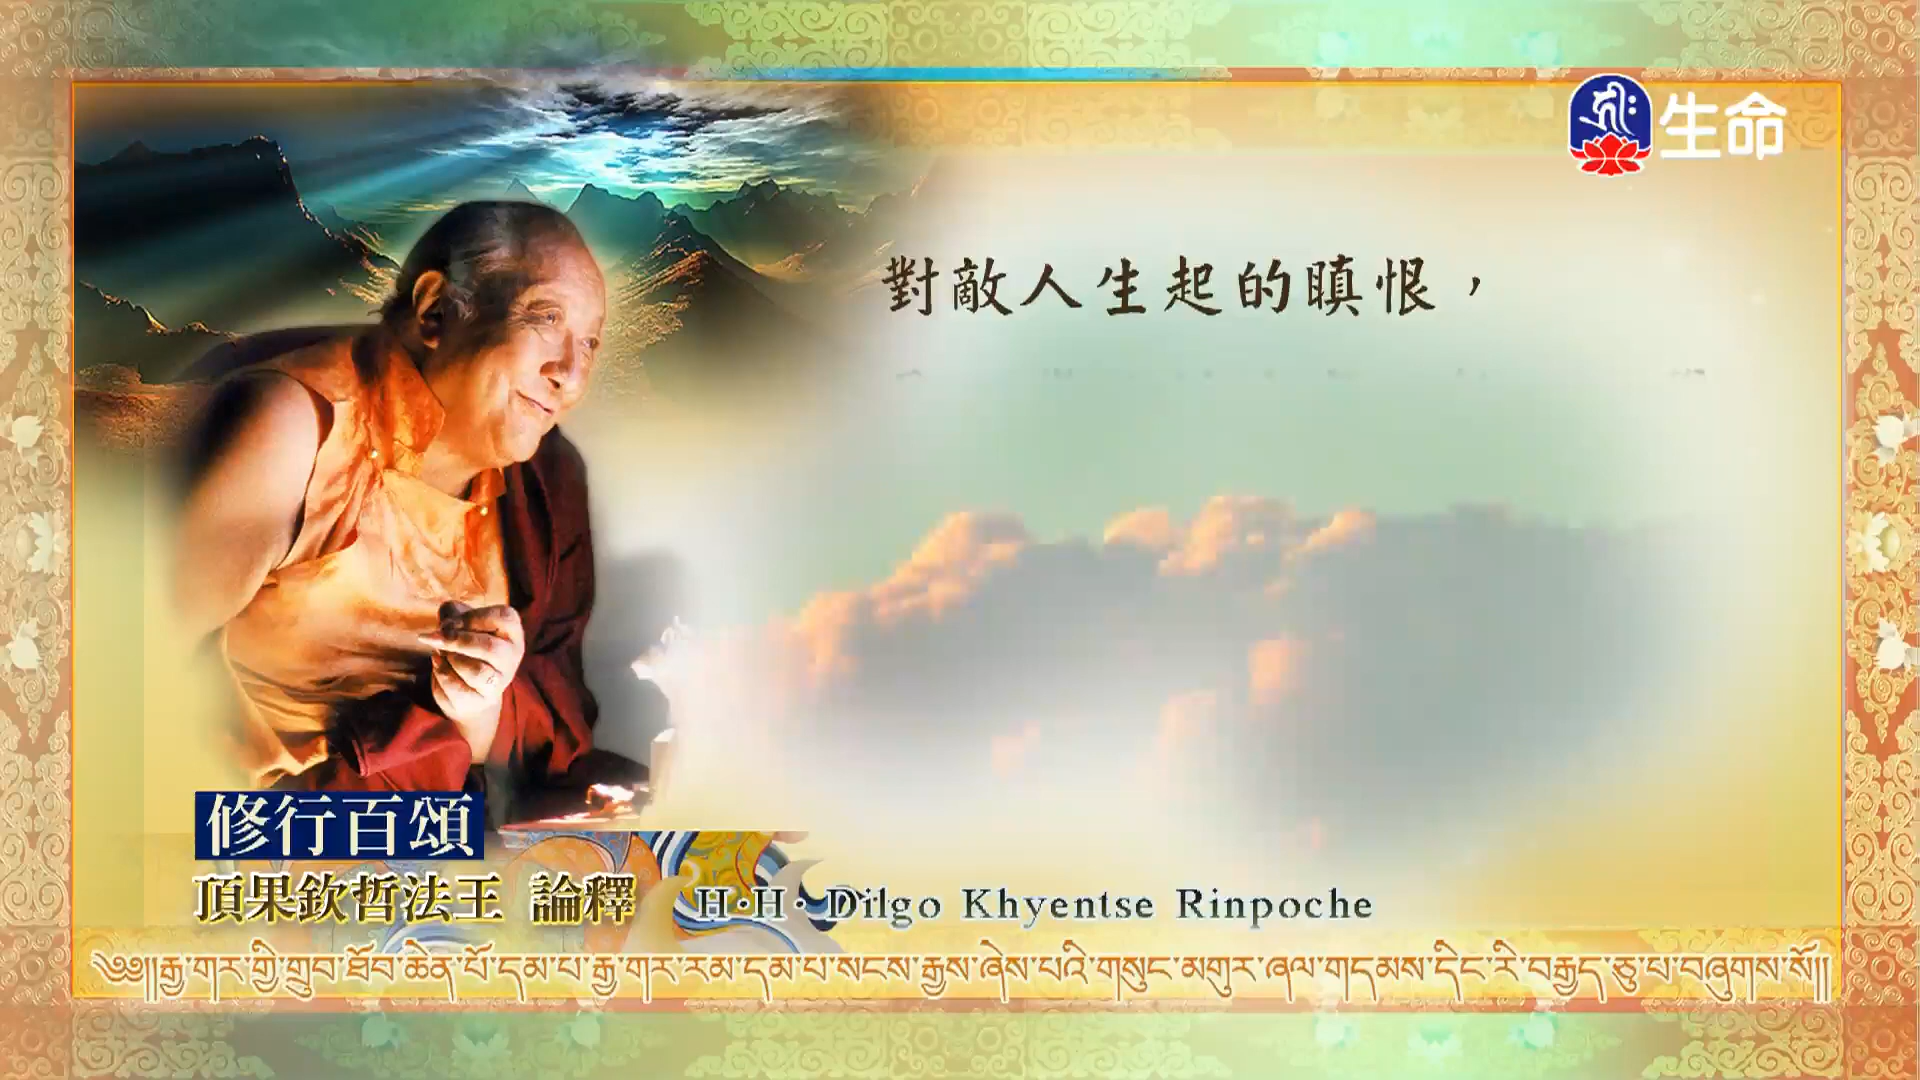 生命
對敵人生起的瞋恨，
修行百頌
頂果欽哲法王 論釋 H·H· Dilgo Khyentse Rinpoche
༄༅།།རྒྱ་གར་གྱི་གྲུབ་ཐོབ་ཆེན་པོ་དམ་པ་རྒྱ་གར་རམ་དམ་པ་སངས་རྒྱས་ཞེས་པའི་གསུང་མགུར་ཞལ་གདམས་དིང་རི་བརྒྱད་ཅུ་པ་བཞུགས་སོ།།